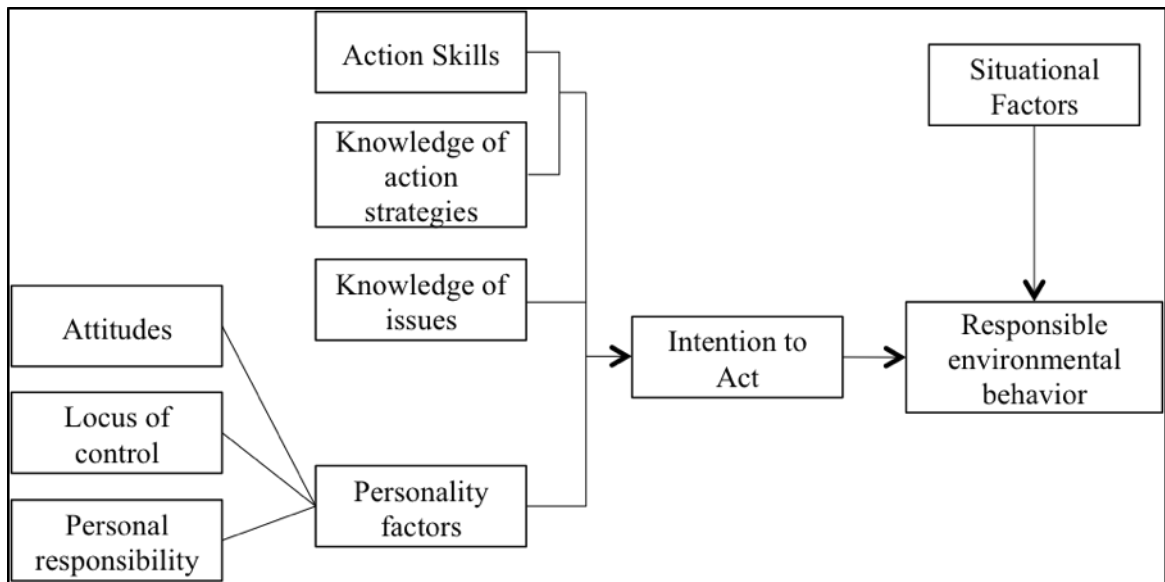 Action Skills
Knowledge of
action
strategies
Knowledge of
issues
Attitudes
Locus of
control
Personal
responsibility
Personality
factors
Intention to
Act
Situational
Factors
Responsible
environmental
behavior